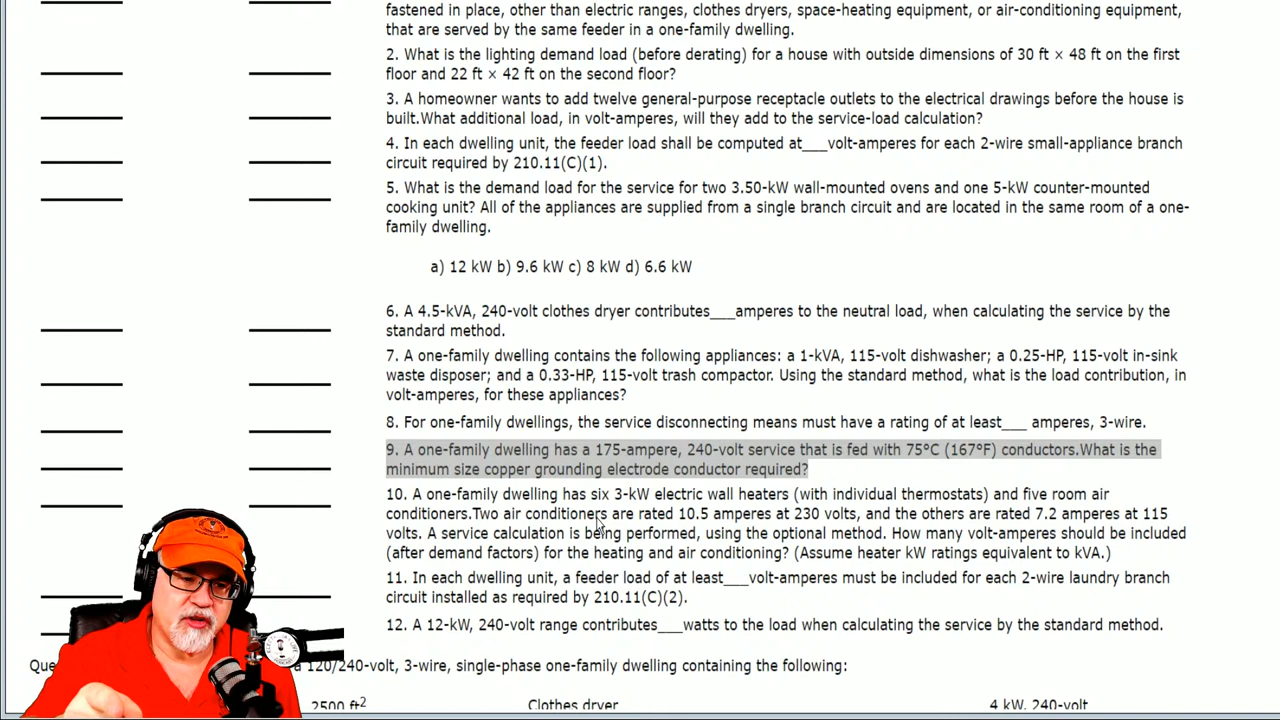 fastened in place, other than electric ranges, clothes dryers, space-heating equipment, or air-conditioning equipment,
that are served by the same feeder in a one-family dwelling.
2. What is the lighting demand load (before derating) for a house with outside dimensions of 30 ft × 48 ft on the first
floor and 22 ft × 42 ft on the second floor?
3. A homeowner wants to add twelve general-purpose receptacle outlets to the electrical drawings before the house is
built.What additional load, in volt-amperes, will they add to the service-load calculation?
4. In each dwelling unit, the feeder load shall be computed at___volt-amperes for each 2-wire small-appliance branch
circuit required by 210.11(C)(1).
5. What is the demand load for the service for two 3.50-kW wall-mounted ovens and one 5-kW counter-mounted
cooking unit? All of the appliances are supplied from a single branch circuit and are located in the same room of a one-
family dwelling.
a) 12 kW b) 9.6 kW c) 8 kW d) 6.6 kW
6. A 4.5-kVA, 240-volt clothes dryer contributes___amperes to the neutral load, when calculating the service by the
standard method.
7. A one-family dwelling contains the following appliances: a 1-kVA, 115-volt dishwasher; a 0.25-HP, 115-volt in-sink
waste disposer; and a 0.33-HP, 115-volt trash compactor. Using the standard method, what is the load contribution, in
volt-amperes, for these appliances?
8. For one-family dwellings, the service disconnecting means must have a rating of at least___ amperes, 3-wire.
9. A one-family dwelling has a 175-ampere, 240-volt service that is fed with 75°C (167°F) conductors.What is the
minimum size copper grounding electrode conductor required?
10. A one-family dwelling has six 3-kW electric wall heaters (with individual thermostats) and five room air
conditioners.Two air conditioners are rated 10.5 amperes at 230 volts, and the others are rated 7.2 amperes at 115
volts. A service calculation is being performed, using the optional method. How many volt-amperes should be included
(after demand factors) for the heating and air conditioning? (Assume heater kW ratings equivalent to kVA.)
11. In each dwelling unit, a feeder load of at least___volt-amperes must be included for each 2-wire laundry branch
circuit installed as required by 210.11(C)(2).
12. A 12-kW, 240-volt range contributes___watts to the load when calculating the service by the standard method.
120/240-volt, 3-wire, single-phase one-family dwelling containing the following:
2500 ft2 Clothes dryer 4 kW, 240-volt